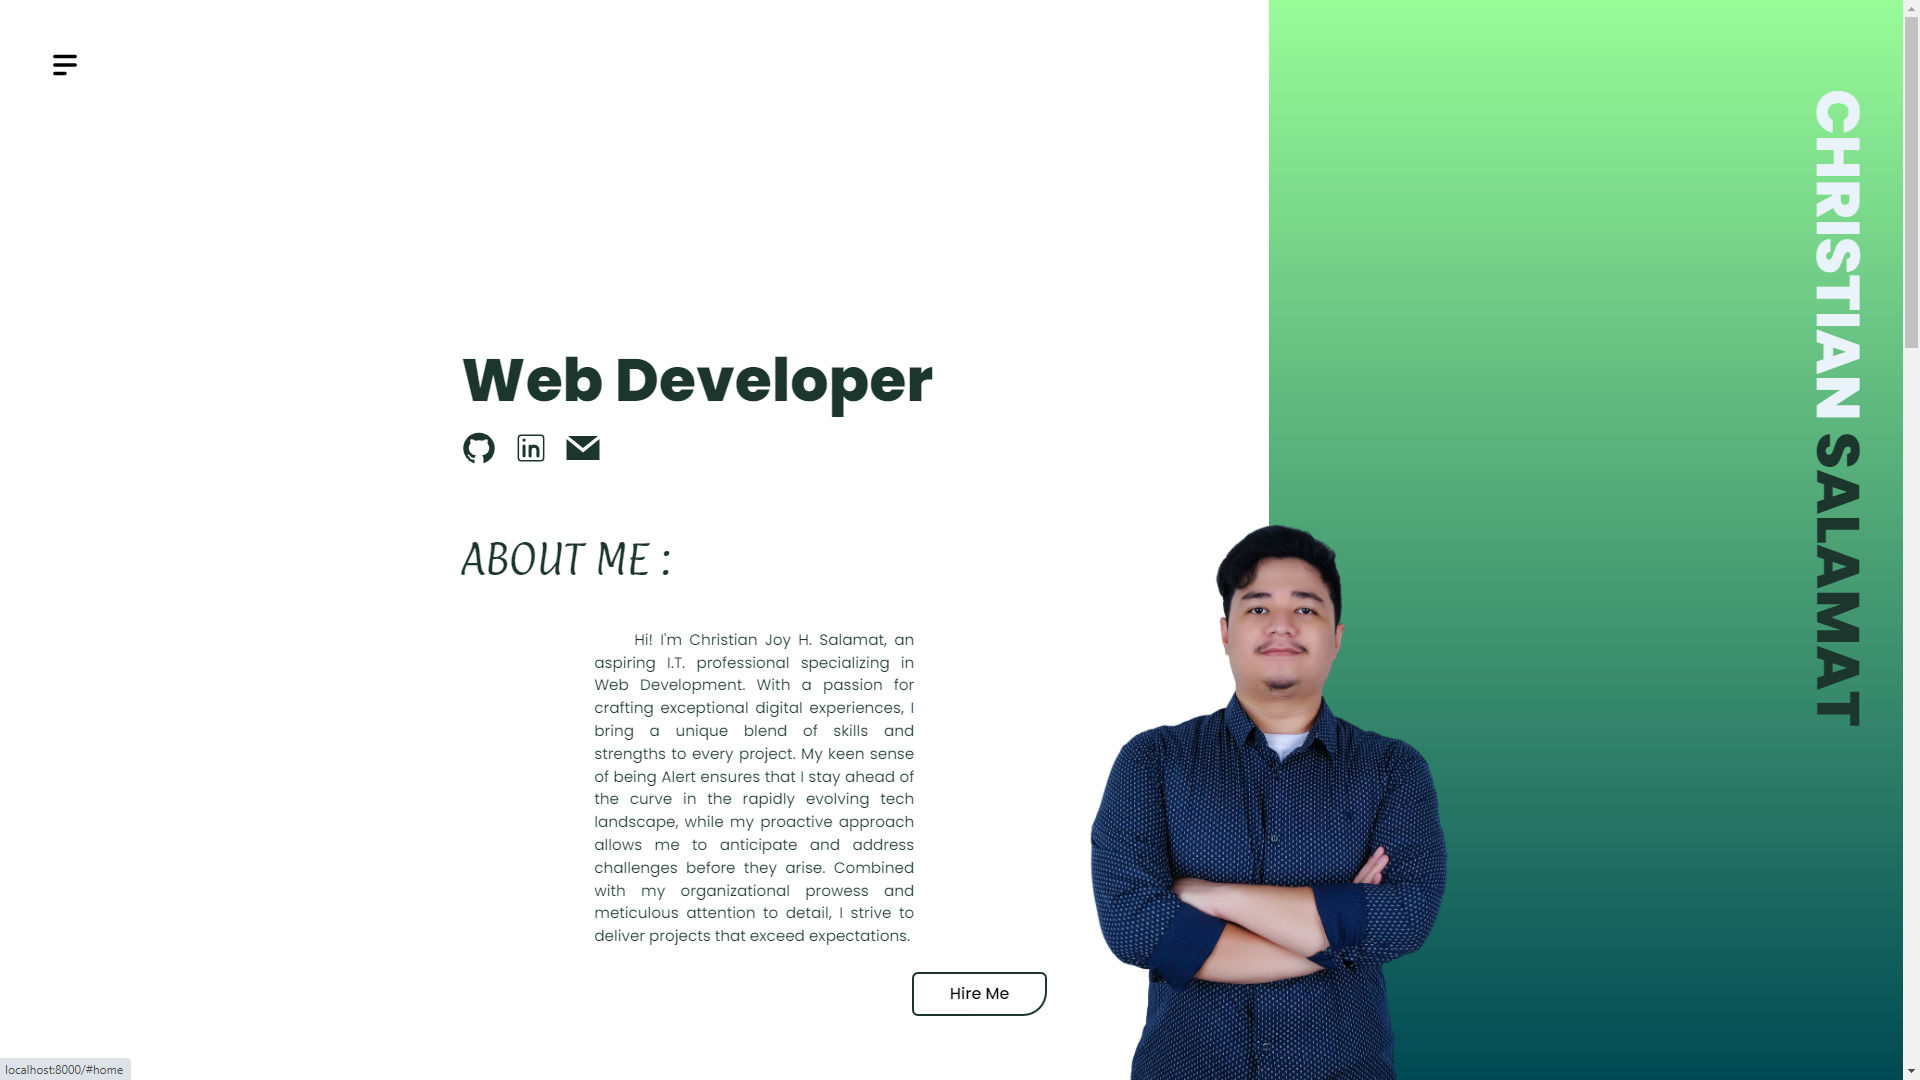 Web Developer
in
ABOUT ME :
Hi! I'm Christian Joy H. Salamat, an
aspiring I.T. professional specializing in
Web Development. With a passion for
crafting exceptional digital experiences, I
bring a unique blend of skills and
strengths to every project. My keen sense
of being Alert ensures that I stay ahead of
the curve in the rapidly evolving tech
landscape, while my proactive approach
allows me to anticipate and address
challenges before they arise. Combined
with my organizational prowess and
meticulous attention to detail, I strive to
deliver projects that exceed expectations.
Hire Me
CHRISTIAN SALAMAT
localhost:8000/#home